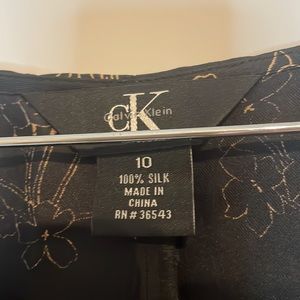 cK
Calvin Klein
10
100% SILK
MADE IN
CHINA
RN # 36543